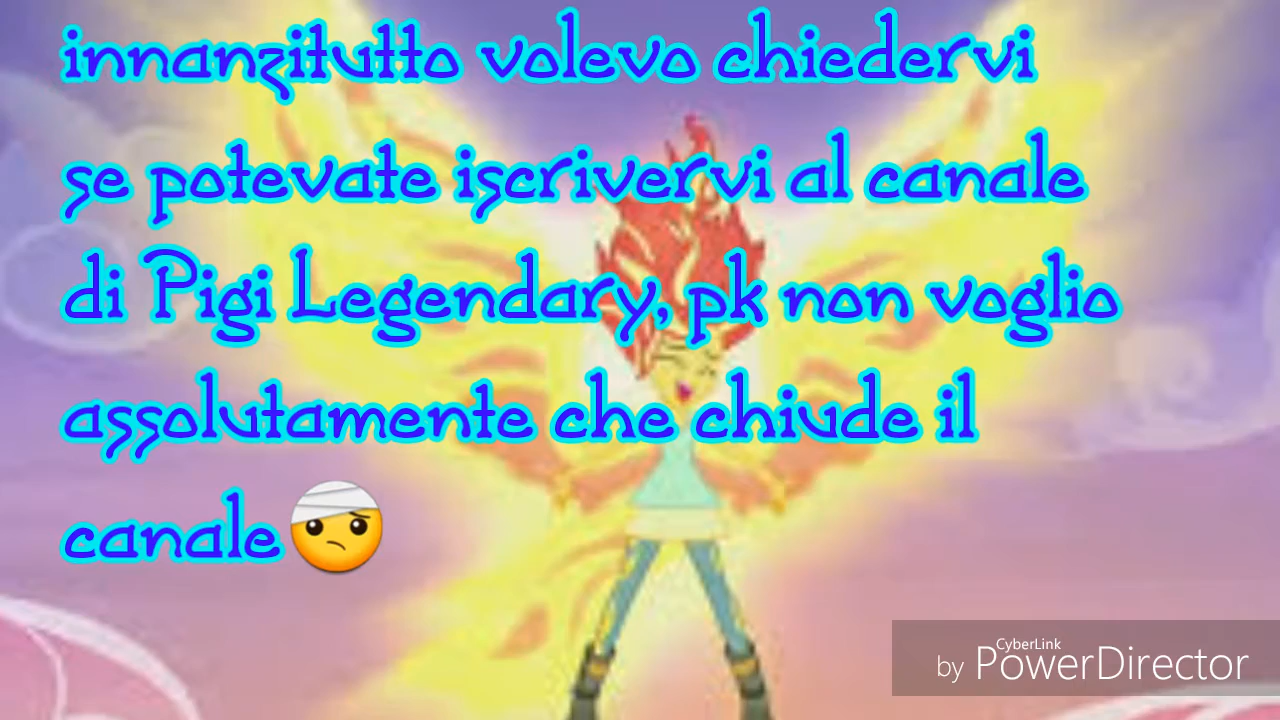 innanzitutto volevo chiedervi
se potevate iscrivervi al canale
di Pigi Legendary, pk non voglio
assolutamente che chiude il
canale🤕
by CyberLink PowerDirector